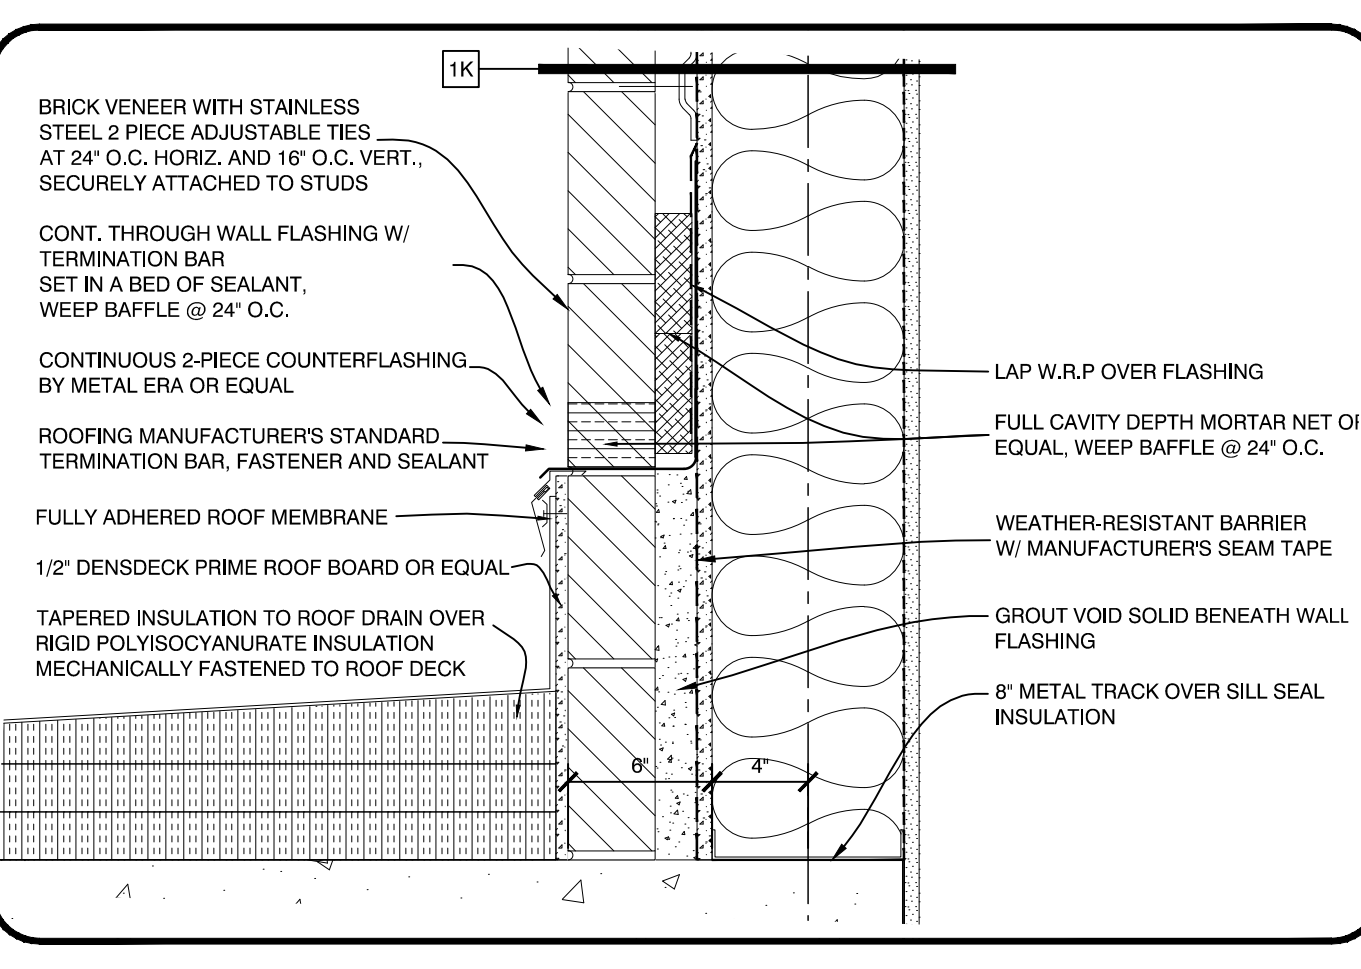 1K
BRICK VENEER WITH STAINLESS
STEEL 2 PIECE ADJUSTABLE TIES
AT 24" O.C. HORIZ. AND 16" O.C. VERT.,
SECURELY ATTACHED TO STUDS
CONT. THROUGH WALL FLASHING W/
TERMINATION BAR
SET IN A BED OF SEALANT,
WEEP BAFFLE @ 24" O.C.
CONTINUOUS 2-PIECE COUNTERFLASHING
BY METAL ERA OR EQUAL
ROOFING MANUFACTURER'S STANDARD
TERMINATION BAR, FASTENER AND SEALANT
FULLY ADHERED ROOF MEMBRANE
1/2" DENSDECK PRIME ROOF BOARD OR EQUAL
TAPERED INSULATION TO ROOF DRAIN OVER
RIGID POLYISOCYANURATE INSULATION
MECHANICALLY FASTENED TO ROOF DECK
6"
4"
LAP W.R.P OVER FLASHING
FULL CAVITY DEPTH MORTAR NET OR
EQUAL, WEEP BAFFLE @ 24" O.C.
WEATHER-RESISTANT BARRIER
W/ MANUFACTURER'S SEAM TAPE
GROUT VOID SOLID BENEATH WALL
FLASHING
8" METAL TRACK OVER SILL SEAL
INSULATION